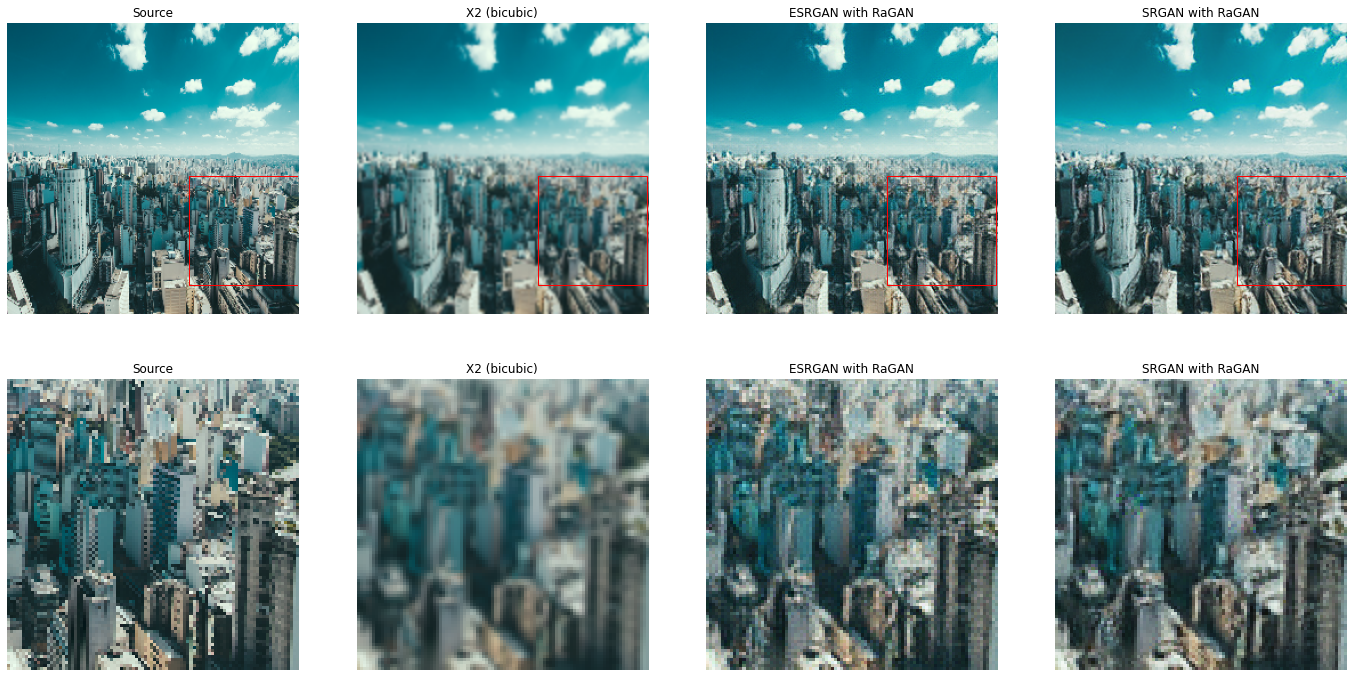 Source
X2 (bicubic)
ESRGAN with RaGAN
SRGAN with RaGAN
Source
X2 (bicubic)
ESRGAN with RaGAN
SRGAN with RaGAN